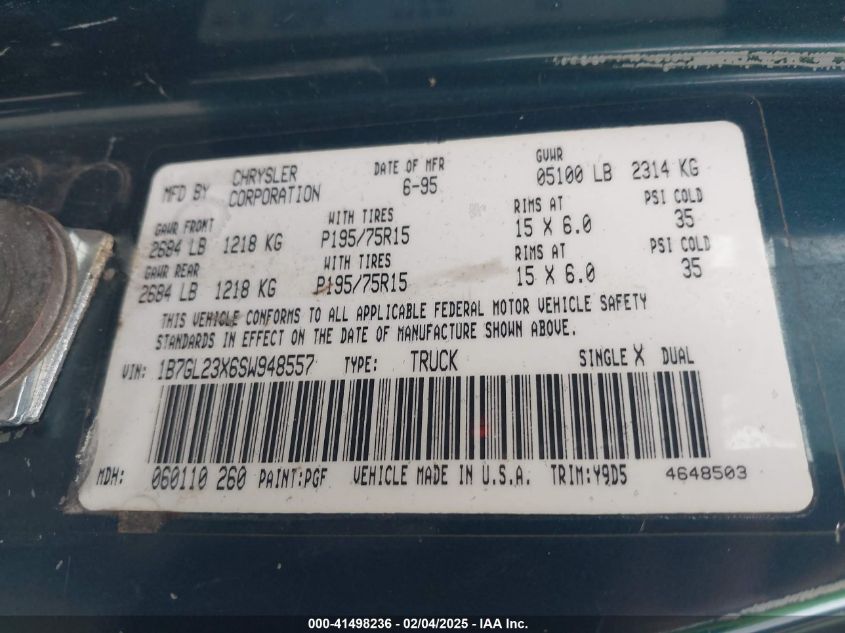 MFD BY CHRYSLER CORPORATION DATE OF MFR 6-95 GVWR 05100 LB 2314 KG
GAWR FRONT WITH TIRES RIMS AT PSI COLD
2684 LB 1218 KG P195/75R15 15 X 6.0 35
GAWR REAR WITH TIRES RIMS AT PSI COLD
2684 LB 1218 KG P195/75R15 15 X 6.0 35
THIS VEHICLE CONFORMS TO ALL APPLICABLE FEDERAL MOTOR VEHICLE SAFETY
STANDARDS IN EFFECT ON THE DATE OF MANUFACTURE SHOWN ABOVE.
VIN: 1B7GL23X6SW948557 TYPE: TRUCK SINGLE X DUAL
MDH: 060110 260 PAINT:PGF VEHICLE MADE IN U.S.A. TRIM:Y9D5 4648503
000-41498236 - 02/04/2025 - IAA Inc.